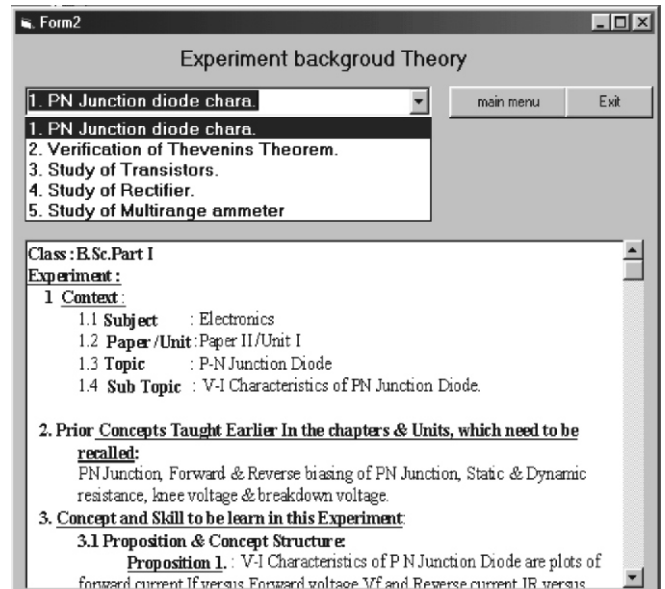 Form2
Experiment backgroud Theory
1. PN Junction diode chara.
main menu
Exit
1. PN Junction diode chara.
2. Verification of Thevenins Theorem.
3. Study of Transistors.
4. Study of Rectifier.
5. Study of Multirange ammeter
Class : B.Sc.Part I
Experiment :
1 Context :
1.1 Subject : Electronics
1.2 Paper /Unit : Paper II/Unit I
1.3 Topic : P-N Junction Diode
1.4 Sub Topic : V-I Characteristics of PN Junction Diode.
2. Prior Concepts Taught Earlier In the chapters & Units, which need to be
recalled:
PN Junction, Forward & Reverse biasing of PN Junction, Static & Dynamic
resistance, knee voltage & breakdown voltage.
3. Concept and Skill to be learn in this Experiment:
3.1 Proposition & Concept Structure:
Proposition 1. : V-I Characteristics of P N Junction Diode are plots of
forward current If versus Forward voltage Vf and Reverse current IR versus